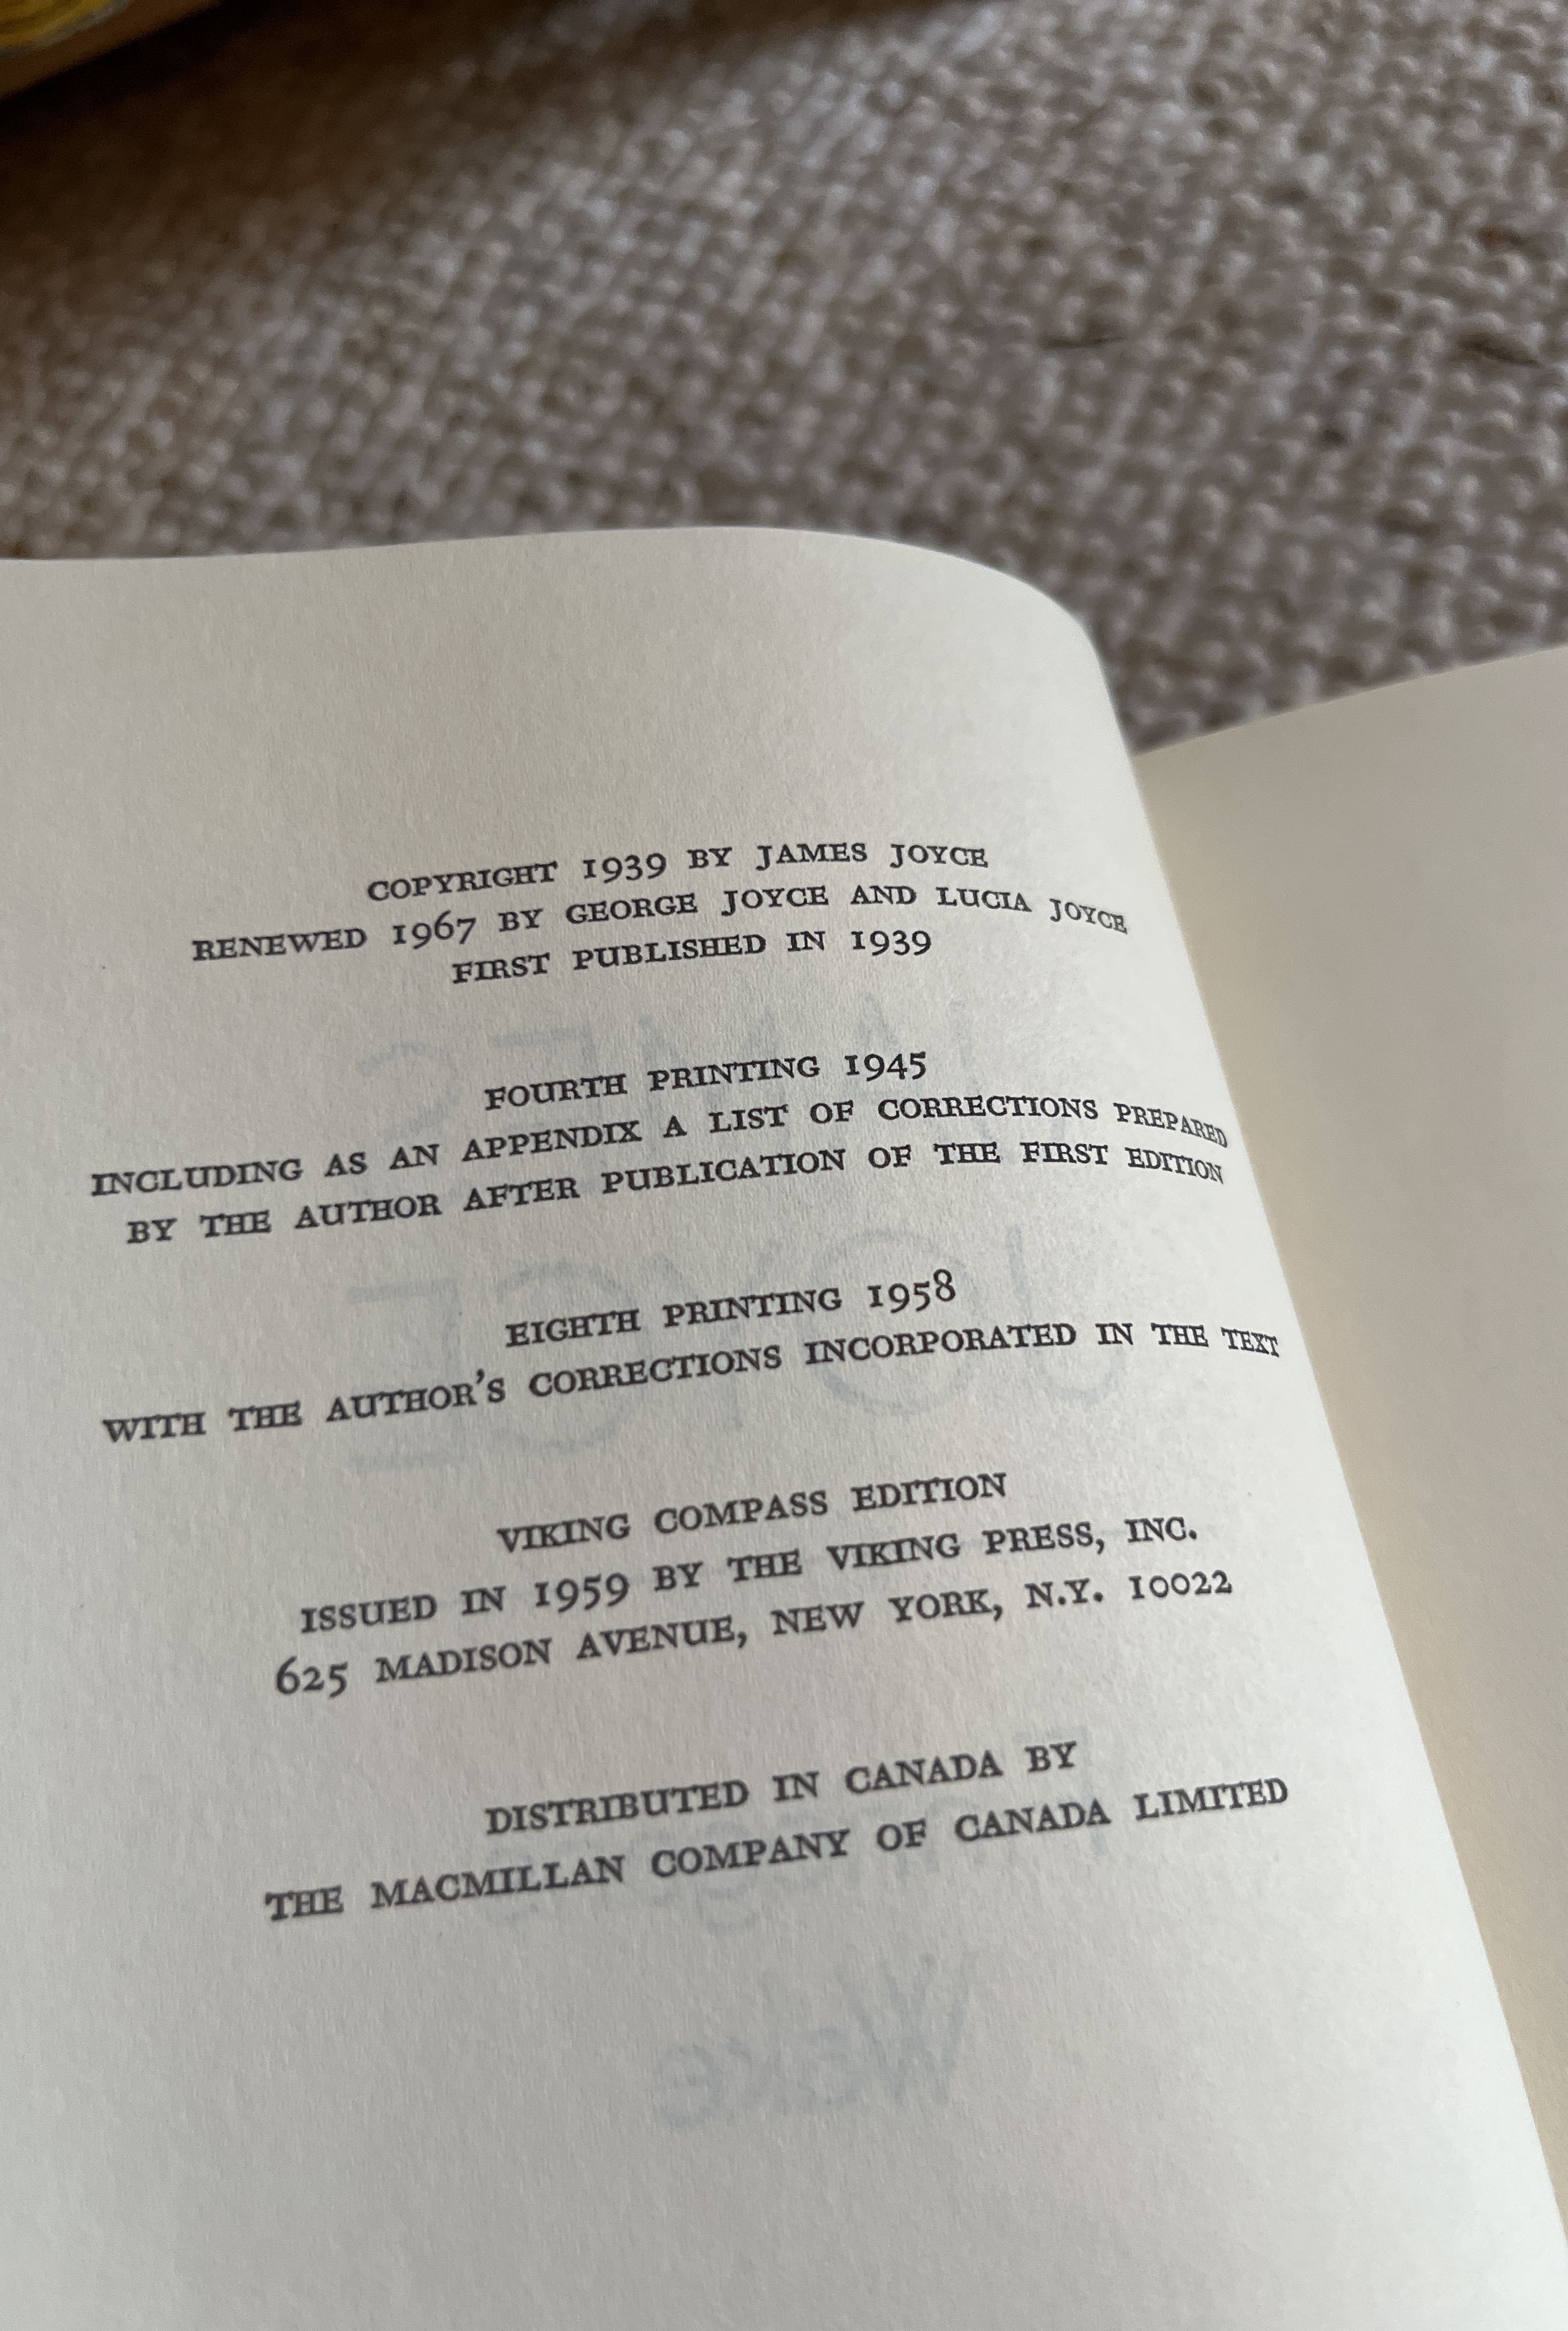 COPYRIGHT 1939 BY JAMES JOYCE
RENEWED 1967 BY GEORGE JOYCE AND LUCIA JOYCE
FIRST PUBLISHED IN 1939
FOURTH PRINTING 1945
INCLUDING AS AN APPENDIX A LIST OF CORRECTIONS PREPARED
BY THE AUTHOR AFTER PUBLICATION OF THE FIRST EDITION
EIGHTH PRINTING 1958
WITH THE AUTHOR'S CORRECTIONS INCORPORATED IN THE TEXT
VIKING COMPASS EDITION
ISSUED IN 1959 BY THE VIKING PRESS, INC.
625 MADISON AVENUE, NEW YORK, N.Y. 10022
DISTRIBUTED IN CANADA BY
THE MACMILLAN COMPANY OF CANADA LIMITED